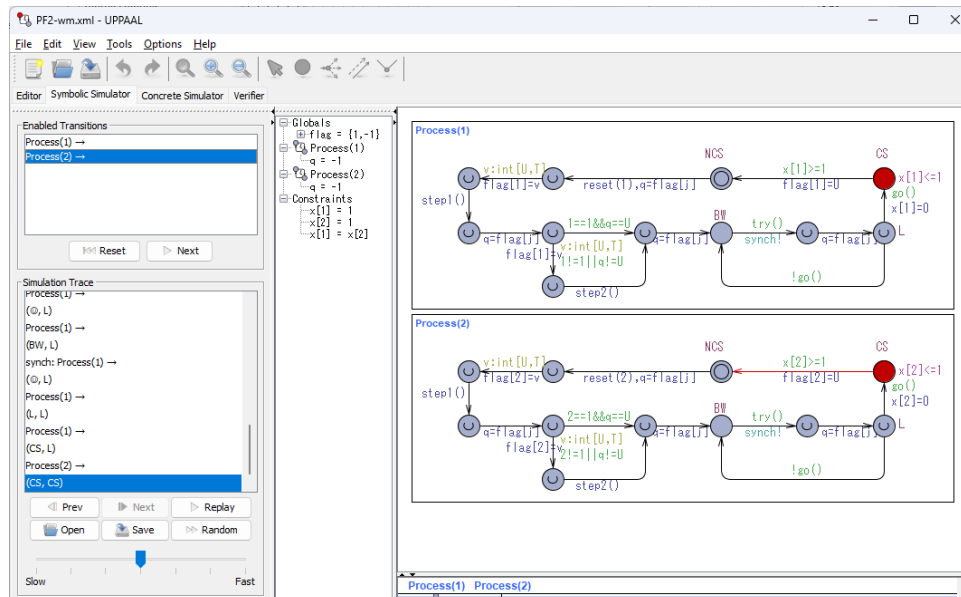 PF2-wm.xml - UPPAAL
File Edit View Tools Options Help
Editor Symbolic Simulator Concrete Simulator Verifier
Enabled Transitions
Process(1) →
Process(2) →
Reset Next
Simulation Trace
Process(1) →
(☺, L)
Process(1) →
(BW, L)
synch: Process(1) →
(☺, L)
Process(1) →
(L, L)
Process(1) →
(CS, L)
Process(2) →
(CS, CS)
Prev Next Replay
Open Save Random
Slow Fast
Globals
flag = {1,-1}
Process(1)
q = -1
Process(2)
q = -1
Constraints
x[1] = 1
x[2] = 1
x[1] = x[2]
Process(1)
NCS CS
v:int[U,T] x[1]>=1 x[1]<=1
flag[1]=v reset(1),q=flag[j] flag[1]=U go()
step1() x[1]=0
1==1&&q==U BW try() L
q=flag[j] q=flag[j] synch! q=flag[j]
v:int[U,T]
flag[1]=v 1!=1||q!=U !go()
step2()
Process(2)
NCS CS
v:int[U,T] x[2]>=1 x[2]<=1
flag[2]=v reset(2),q=flag[j] flag[2]=U go()
step1() x[2]=0
2==1&&q==U BW try() L
q=flag[j] q=flag[j] synch! q=flag[j]
v:int[U,T]
flag[2]=v 2!=1||q!=U !go()
step2()
Process(1) Process(2)